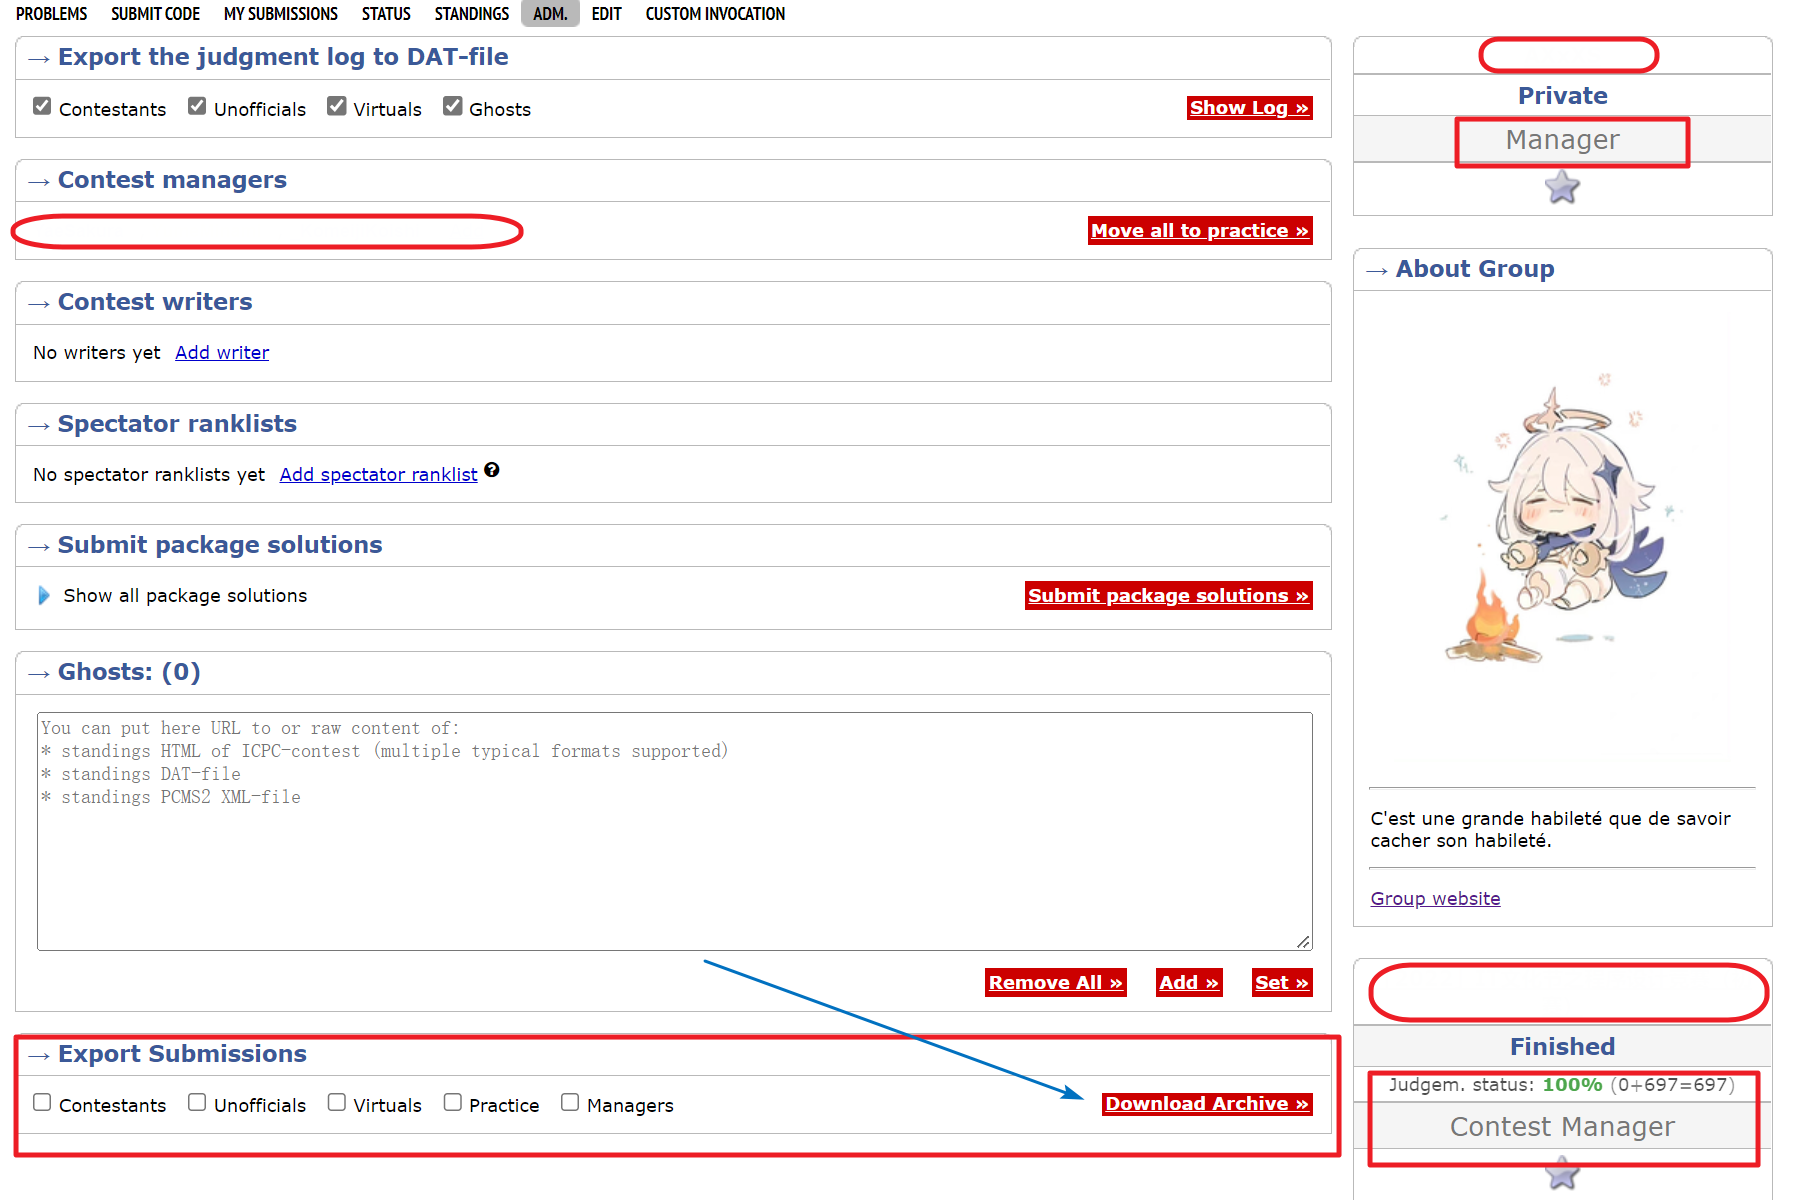 PROBLEMS SUBMIT CODE MY SUBMISSIONS STATUS STANDINGS ADM. EDIT CUSTOM INVOCATION
→ Export the judgment log to DAT-file
Contestants Unofficials Virtuals Ghosts Show Log »
→ Contest managers
Move all to practice »
→ Contest writers
No writers yet Add writer
→ Spectator ranklists
No spectator ranklists yet Add spectator ranklist ?
→ Submit package solutions
Show all package solutions Submit package solutions »
→ Ghosts: (0)
You can put here URL to or raw content of:
* standings HTML of ICPC-contest (multiple typical formats supported)
* standings DAT-file
* standings PCMS2 XML-file
Remove All » Add » Set »
→ Export Submissions
Contestants Unofficials Virtuals Practice Managers Download Archive »
Private
Manager
→ About Group
C'est une grande habileté que de savoir
cacher son habileté.
Group website
Finished
Judgem. status: 100% (0+697=697)
Contest Manager